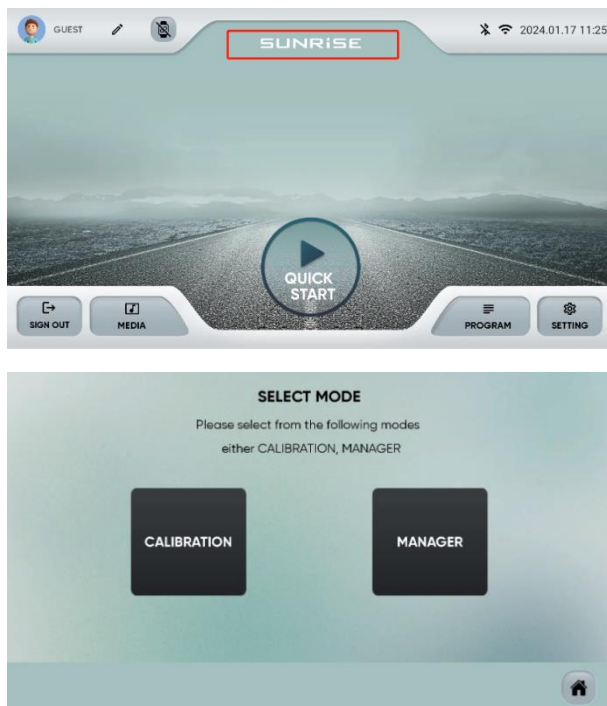 GUEST
SUNRiSE
2024.01.17 11:25
QUICK
START
SIGN OUT
MEDIA
PROGRAM
SETTING
SELECT MODE
Please select from the following modes
either CALIBRATION, MANAGER
CALIBRATION
MANAGER